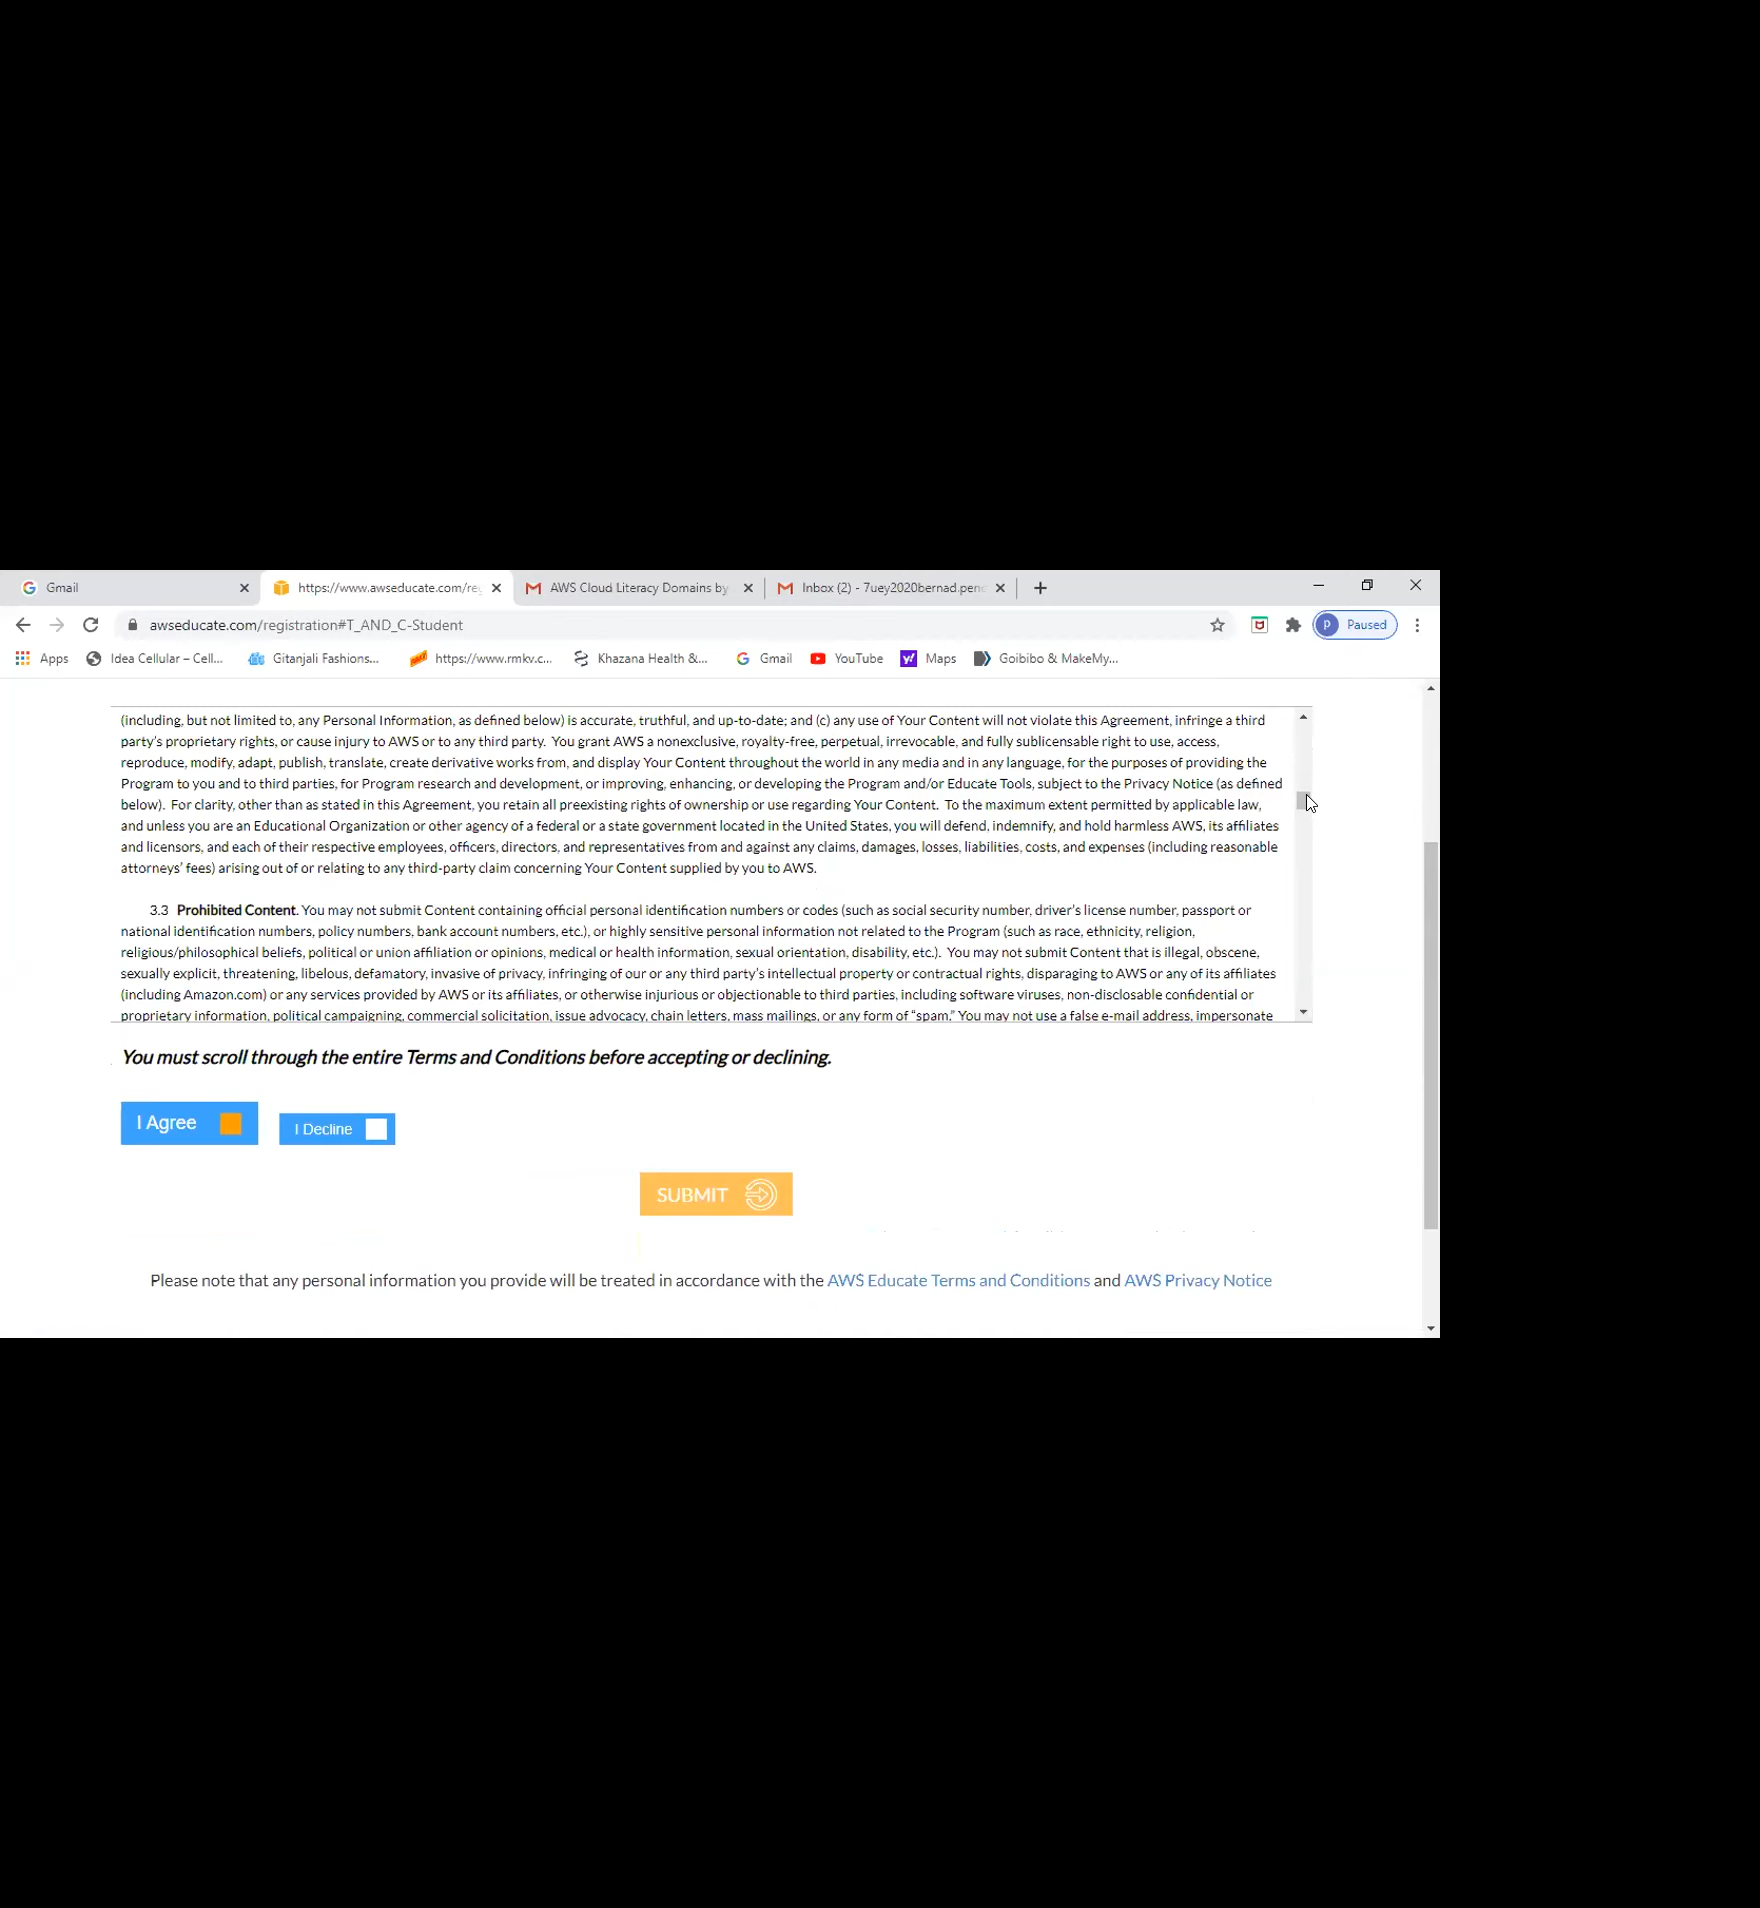 Gmail
https://www.awseducate.com/re
AWS Cloud Literacy Domains by
Inbox (2) - 7uey2020bernad.pen
awseducate.com/registration#T_AND_C-Student
Paused
Apps
Idea Cellular – Cell...
Gitanjali Fashions...
https://www.rmkv.c...
Khazana Health &...
Gmail
YouTube
Maps
Goibibo & MakeMy...
(including, but not limited to, any Personal Information, as defined below) is accurate, truthful, and up-to-date; and (c) any use of Your Content will not violate this Agreement, infringe a third
party's proprietary rights, or cause injury to AWS or to any third party. You grant AWS a nonexclusive, royalty-free, perpetual, irrevocable, and fully sublicensable right to use, access,
reproduce, modify, adapt, publish, translate, create derivative works from, and display Your Content throughout the world in any media and in any language, for the purposes of providing the
Program to you and to third parties, for Program research and development, or improving, enhancing, or developing the Program and/or Educate Tools, subject to the Privacy Notice (as defined
below). For clarity, other than as stated in this Agreement, you retain all preexisting rights of ownership or use regarding Your Content. To the maximum extent permitted by applicable law,
and unless you are an Educational Organization or other agency of a federal or a state government located in the United States, you will defend, indemnify, and hold harmless AWS, its affiliates
and licensors, and each of their respective employees, officers, directors, and representatives from and against any claims, damages, losses, liabilities, costs, and expenses (including reasonable
attorneys' fees) arising out of or relating to any third-party claim concerning Your Content supplied by you to AWS.
3.3 Prohibited Content. You may not submit Content containing official personal identification numbers or codes (such as social security number, driver's license number, passport or
national identification numbers, policy numbers, bank account numbers, etc.), or highly sensitive personal information not related to the Program (such as race, ethnicity, religion,
religious/philosophical beliefs, political or union affiliation or opinions, medical or health information, sexual orientation, disability, etc.). You may not submit Content that is illegal, obscene,
sexually explicit, threatening, libelous, defamatory, invasive of privacy, infringing of our or any third party's intellectual property or contractual rights, disparaging to AWS or any of its affiliates
(including Amazon.com) or any services provided by AWS or its affiliates, or otherwise injurious or objectionable to third parties, including software viruses, non-disclosable confidential or
proprietary information, political campaigning, commercial solicitation, issue advocacy, chain letters, mass mailings, or any form of "spam." You may not use a false e-mail address, impersonate
You must scroll through the entire Terms and Conditions before accepting or declining.
I Agree
I Decline
SUBMIT
Please note that any personal information you provide will be treated in accordance with the AWS Educate Terms and Conditions and AWS Privacy Notice